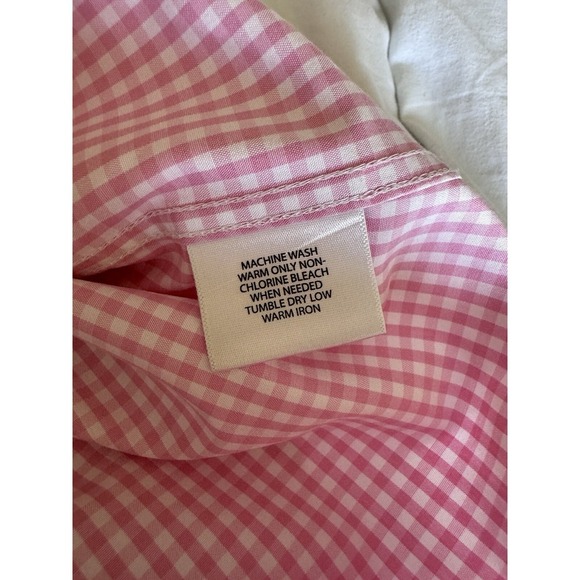 MACHINE WASH
WARM ONLY NON-
CHLORINE BLEACH
WHEN NEEDED
TUMBLE DRY LOW
WARM IRON